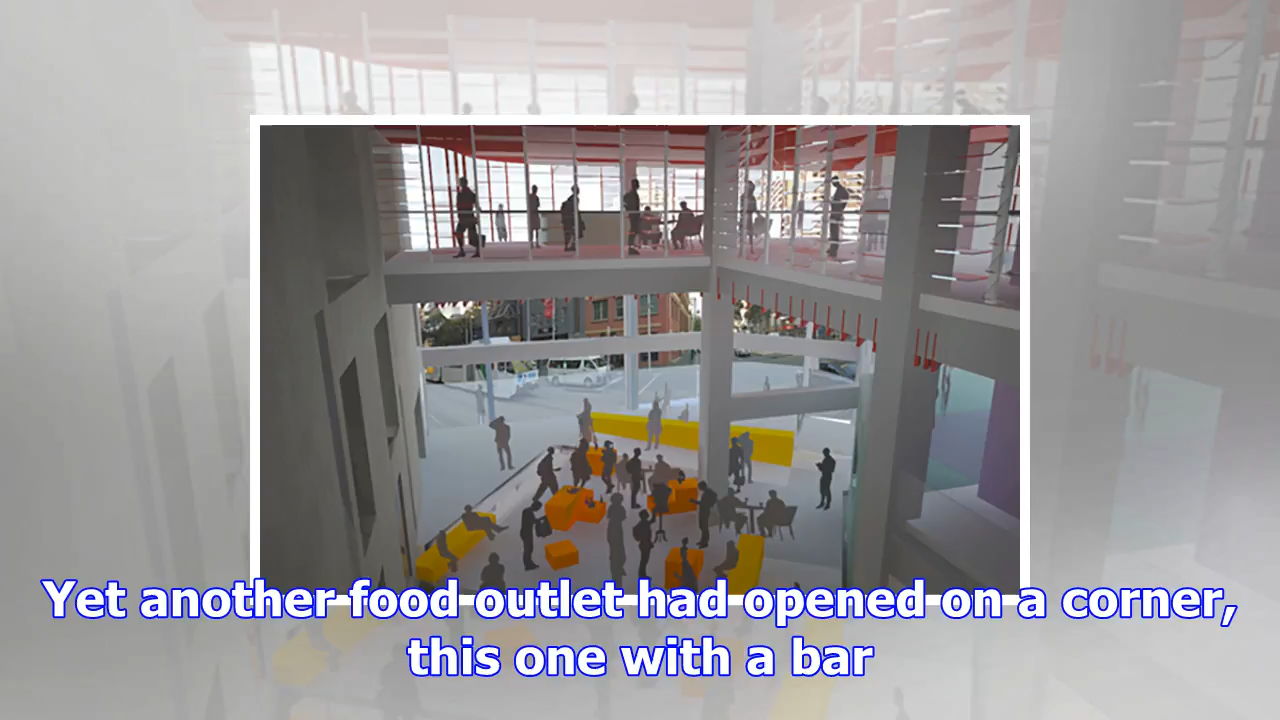 Yet another food outlet had opened on a corner,
this one with a bar